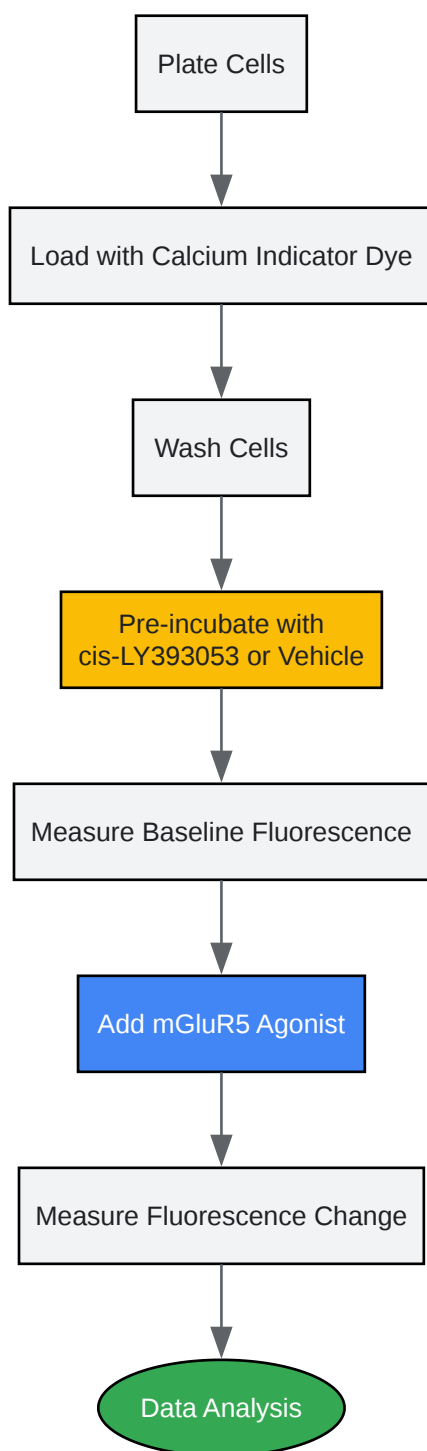 Plate Cells
Load with Calcium Indicator Dye
Wash Cells
Pre-incubate with
cis-LY393053 or Vehicle
Measure Baseline Fluorescence
Add mGluR5 Agonist
Measure Fluorescence Change
Data Analysis